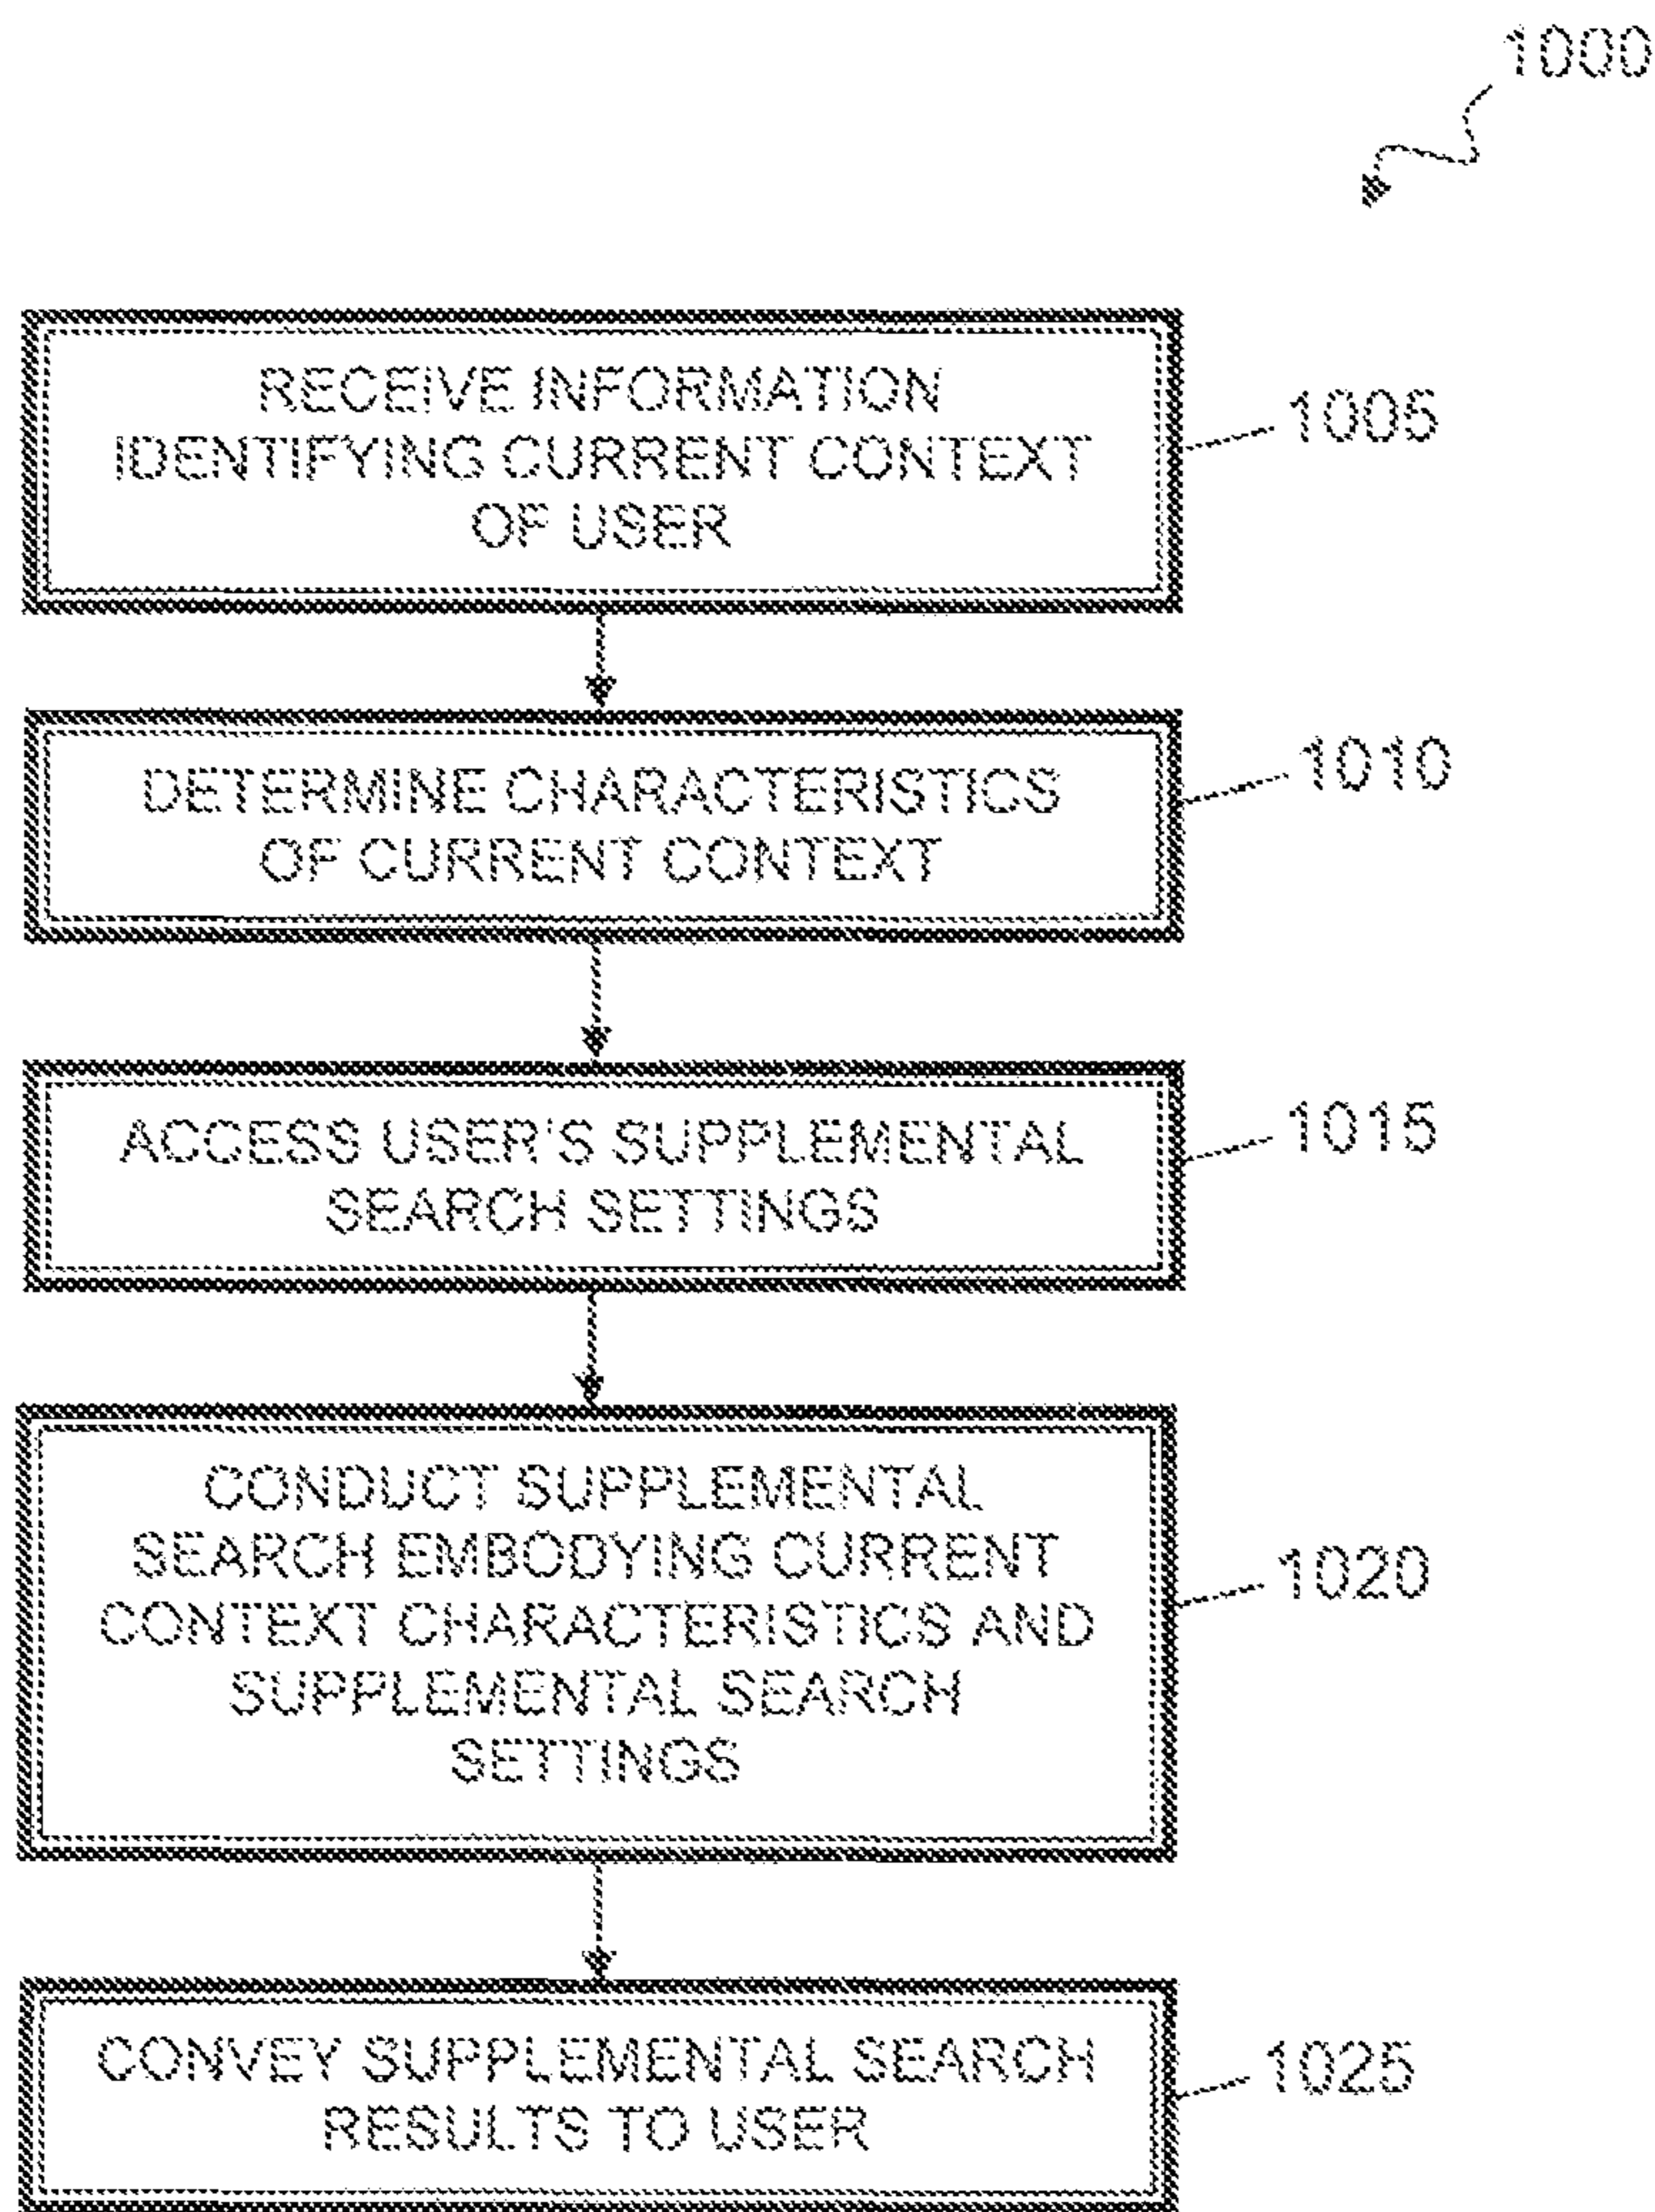 1000
RECEIVE INFORMATION
IDENTIFYING CURRENT CONTEXT
OF USER
1005
DETERMINE CHARACTERISTICS
OF CURRENT CONTEXT
1010
ACCESS USER'S SUPPLEMENTAL
SEARCH SETTINGS
1015
CONDUCT SUPPLEMENTAL
SEARCH EMBODYING CURRENT
CONTEXT CHARACTERISTICS AND
SUPPLEMENTAL SEARCH
SETTINGS
1020
CONVEY SUPPLEMENTAL SEARCH
RESULTS TO USER
1025